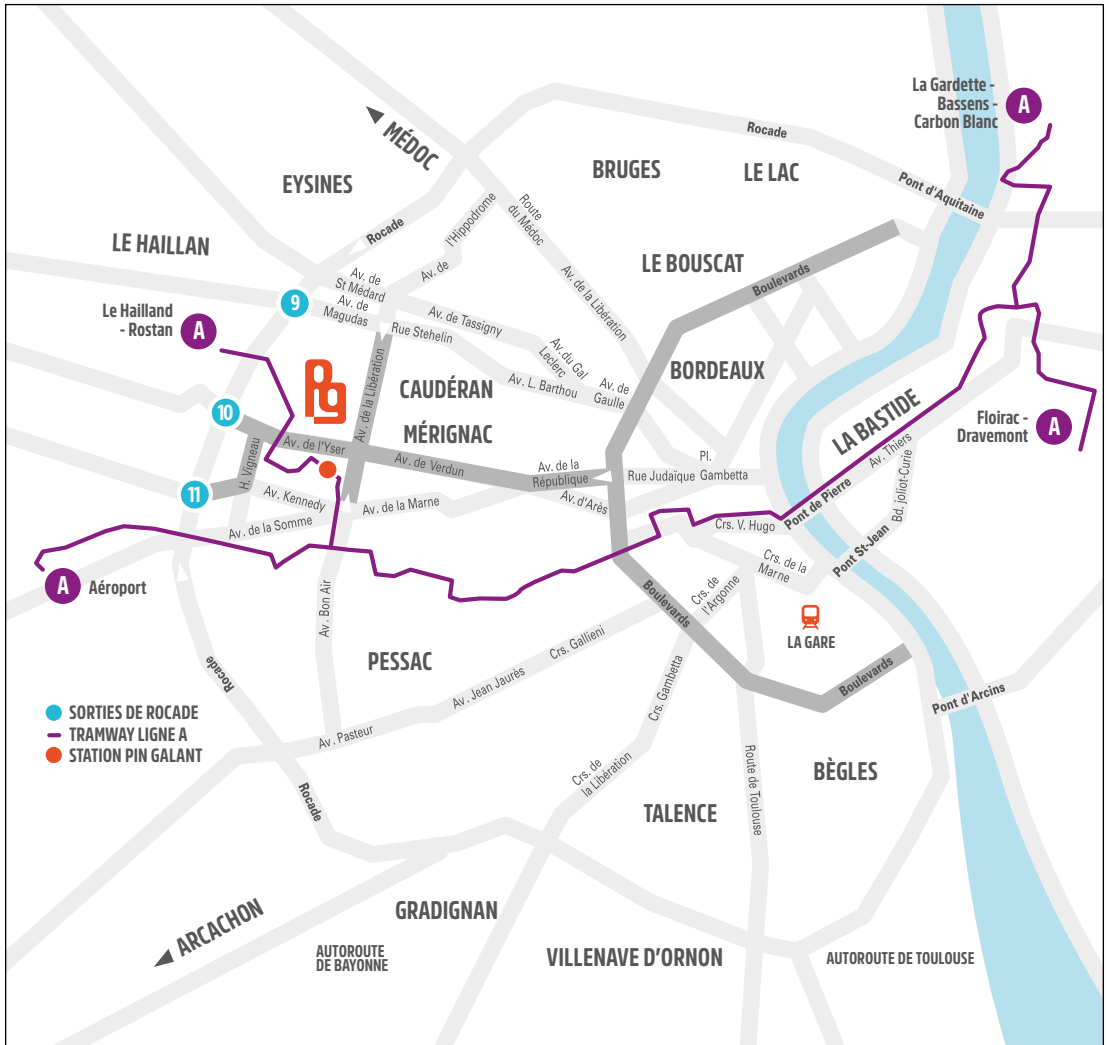 La Gardette -
Bassens -
Carbon Blanc
A
Rocade
MÉDOC
BRUGES
LE LAC
EYSINES
Pont d'Aquitaine
Route
du Médoc
Av. de
l'Hippodrome
Rocade
LE HAILLAN
LE BOUSCAT
Boulevards
Av. de
St Médard
Av. de la Libération
9
Av. de
Magudas
Le Hailland
- Rostan
A
Rue Stehelin
Av. de Tassigny
Av. du Gal
Leclerc
BORDEAUX
Av. de la Libération
CAUDÉRAN
Av. L. Barthou
Av. de
Gaulle
PG
10
MÉRIGNAC
LA BASTIDE
Floirac -
Dravemont
A
Av. de l'Yser
Av. de Verdun
Av. de la
République
Rue Judaïque
Pl.
Gambetta
Av. Thiers
H. Vigneau
11
Av. Kennedy
Av. de la Marne
Av. d'Arès
Bd. joliot-Curie
Av. de la Somme
Crs. V. Hugo
Pont de Pierre
Pont St-Jean
A
Aéroport
Crs. de la
Marne
Crs. de
l'Argonne
Av. Bon Air
Boulevards
LA GARE
PESSAC
Crs. Gallieni
Rocade
Av. Jean Jaurès
Crs. Gambetta
Boulevards
Pont d'Arcins
SORTIES DE ROCADE
TRAMWAY LIGNE A
STATION PIN GALANT
Av. Pasteur
Crs. de
la Libération
Route de Toulouse
BÈGLES
Rocade
TALENCE
ARCACHON
GRADIGNAN
AUTOROUTE
DE BAYONNE
VILLENAVE D'ORNON
AUTOROUTE DE TOULOUSE